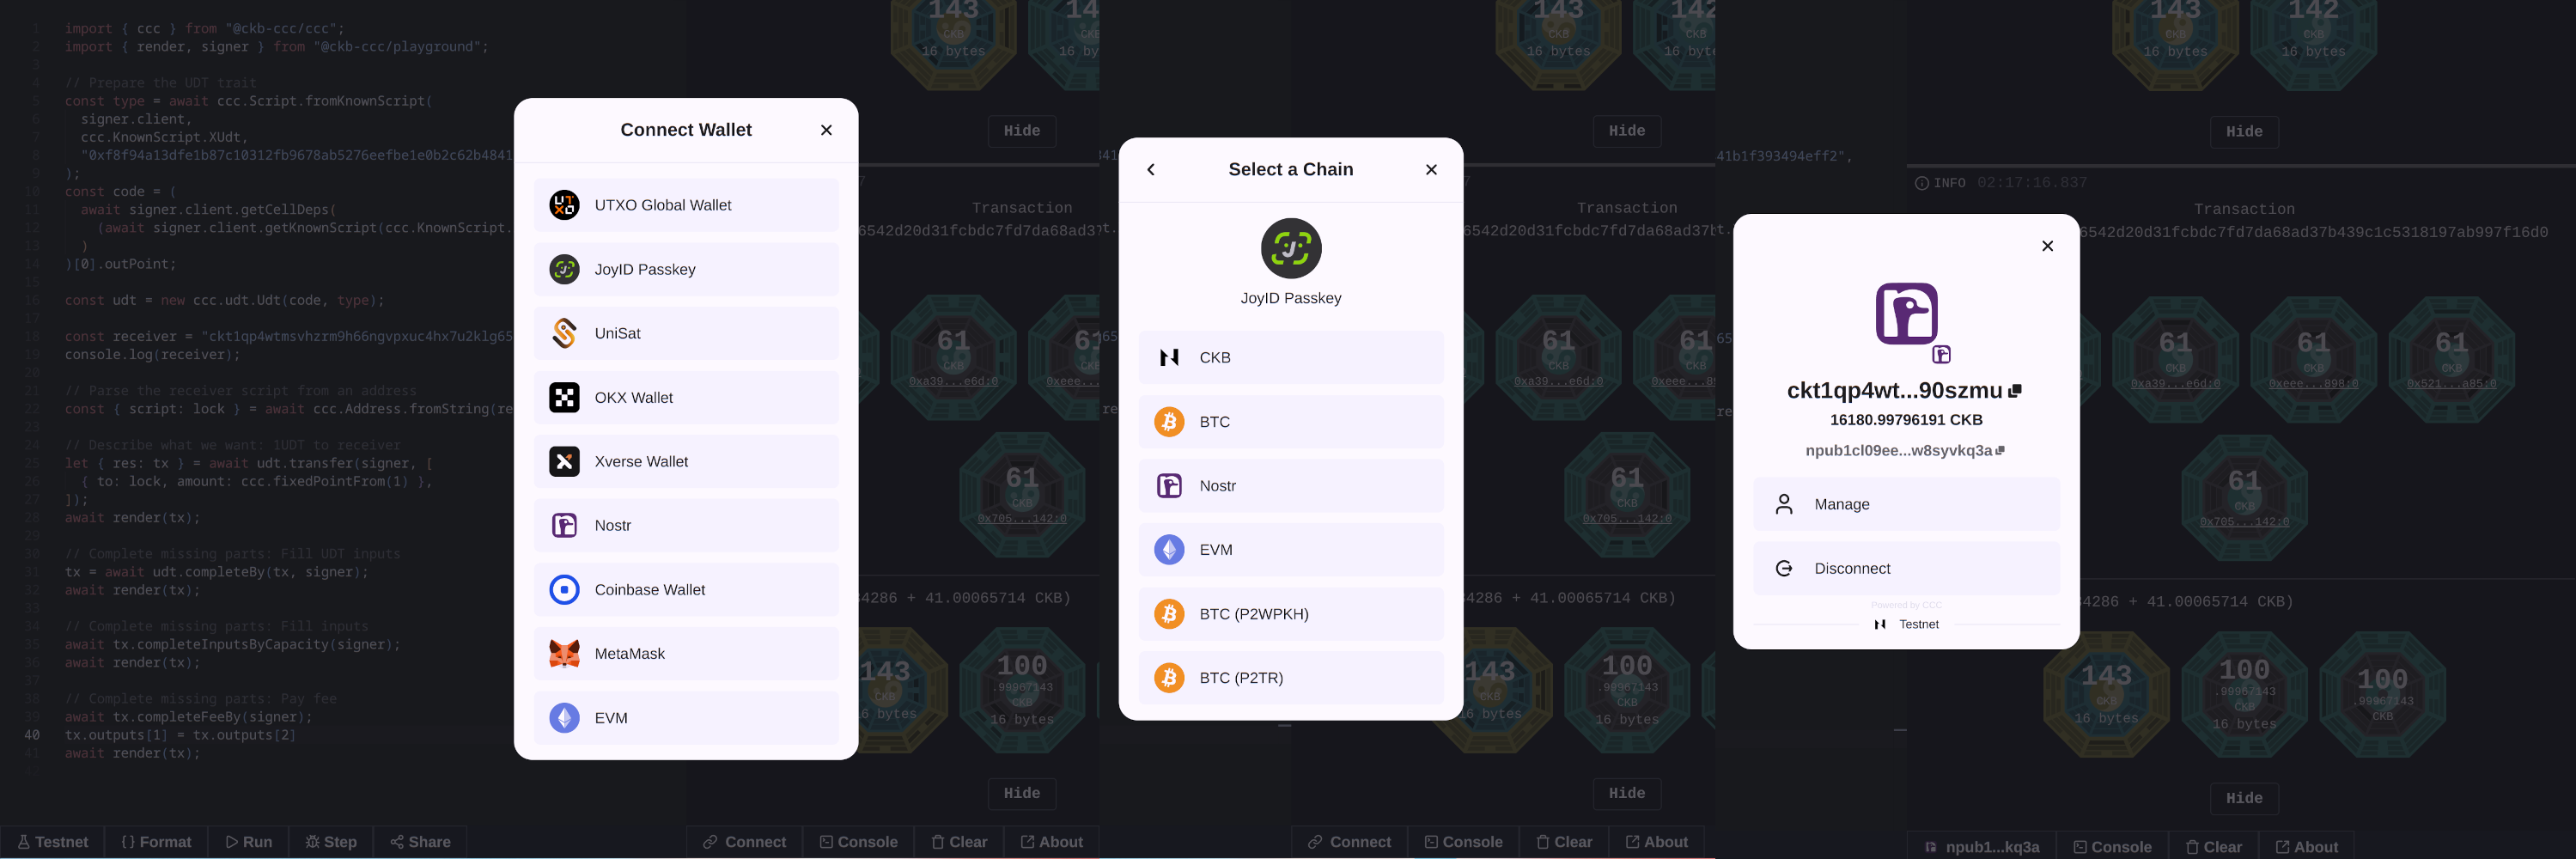 1 import { ccc } from "@ckb-ccc/ccc";
2 import { render, signer } from "@ckb-ccc/playground";
3
4 // Prepare the UDT trait
5 const type = await ccc.Script.fromKnownScript(
6 signer.client,
7 ccc.KnownScript.XUdt,
8 "0xf8f94a13dfe1b87c10312fb9678ab5276eefbe1e0b2c62b4841
9 );
10 const code = (
11 await signer.client.getCellDeps(
12 (await signer.client.getKnownScript(ccc.KnownScript.
13 )
14 )[0].outPoint;
15
16 const udt = new ccc.udt.Udt(code, type);
17
18 const receiver = "ckt1qp4wtmsvhzrm9h66ngvpxuc4hx7u2klg65
19 console.log(receiver);
20
21 // Parse the receiver script from an address
22 const { script: lock } = await ccc.Address.fromString(re
23
24 // Describe what we want: 1UDT to receiver
25 let { res: tx } = await udt.transfer(signer, [
26 { to: lock, amount: ccc.fixedPointFrom(1) },
27 ]);
28 await render(tx);
29
30 // Complete missing parts: Fill UDT inputs
31 tx = await udt.completeBy(tx, signer);
32 await render(tx);
33
34 // Complete missing parts: Fill inputs
35 await tx.completeInputsByCapacity(signer);
36 await render(tx);
37
38 // Complete missing parts: Pay fee
39 await tx.completeFeeBy(signer);
40 tx.outputs[1] = tx.outputs[2]
41 await render(tx);
42
Testnet
{} Format
Run
Step
Share
Connect Wallet
UTXO Global Wallet
JoyID Passkey
UniSat
OKX Wallet
Xverse Wallet
Nostr
Coinbase Wallet
MetaMask
EVM
143
CKB
16 bytes
14
16 by
Hide
7
Transaction
6542d20d31fcbdc7fd7da68ad37
61
CKB
0xa39...e6d:0
61
0xeee...
61
CKB
0x705...142:0
4286 + 41.00065714 CKB)
143
CKB
16 bytes
100
.99967143
CKB
16 bytes
Hide
Connect
Console
Clear
About
Select a Chain
JoyID Passkey
CKB
BTC
Nostr
EVM
BTC (P2WPKH)
BTC (P2TR)
143
CKB
16 bytes
142
CKB
16 byt
Hide
7
Transaction
6542d20d31fcbdc7fd7da68ad37b
61
CKB
0xa39...e6d:0
61
CKB
0xeee...8
61
CKB
0x705...142:0
4286 + 41.00065714 CKB)
143
CKB
16 bytes
100
.99967143
CKB
16 bytes
Hide
Connect
Console
Clear
About
41b1f393494eff2",
ckt1qp4wt...90szmu
16180.99796191 CKB
npub1cl09ee...w8syvkq3a
Manage
Disconnect
Powered by CCC
Testnet
143
CKB
16 bytes
142
CKB
16 bytes
Hide
INFO 02:17:16.837
Transaction
6542d20d31fcbdc7fd7da68ad37b439c1c5318197ab997f16d0
61
CKB
0xa39...e6d:0
61
CKB
0xeee...898:0
61
CKB
0x521...a85:0
61
CKB
0x705...142:0
4286 + 41.00065714 CKB)
143
CKB
16 bytes
100
.99967143
CKB
16 bytes
100
.99967143
CKB
Hide
npub1...kq3a
Console
Clear
About